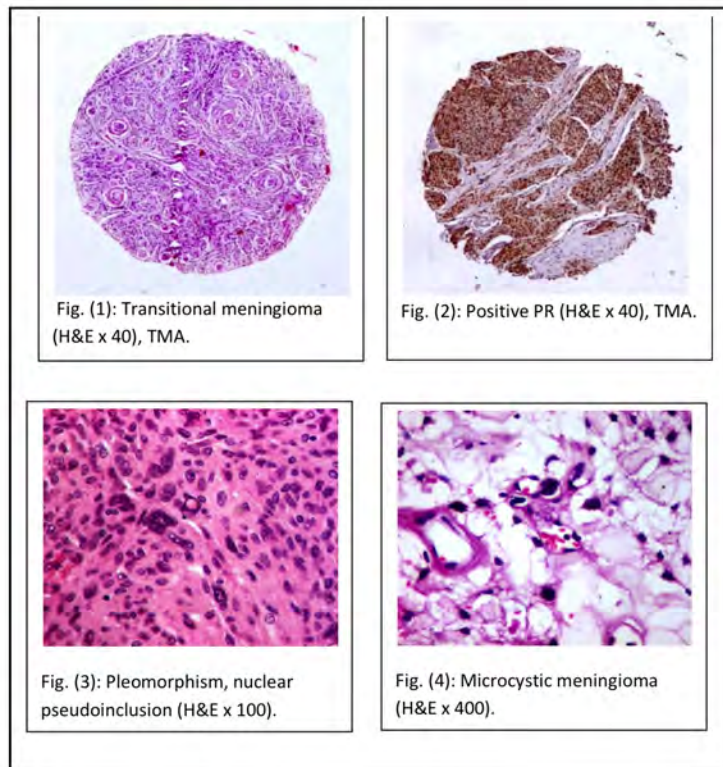 Fig. (1): Transitional meningioma
(H&E x 40), TMA.
Fig. (2): Positive PR (H&E x 40), TMA.
Fig. (3): Pleomorphism, nuclear
pseudoinclusion (H&E x 100).
Fig. (4): Microcystic meningioma
(H&E x 400).